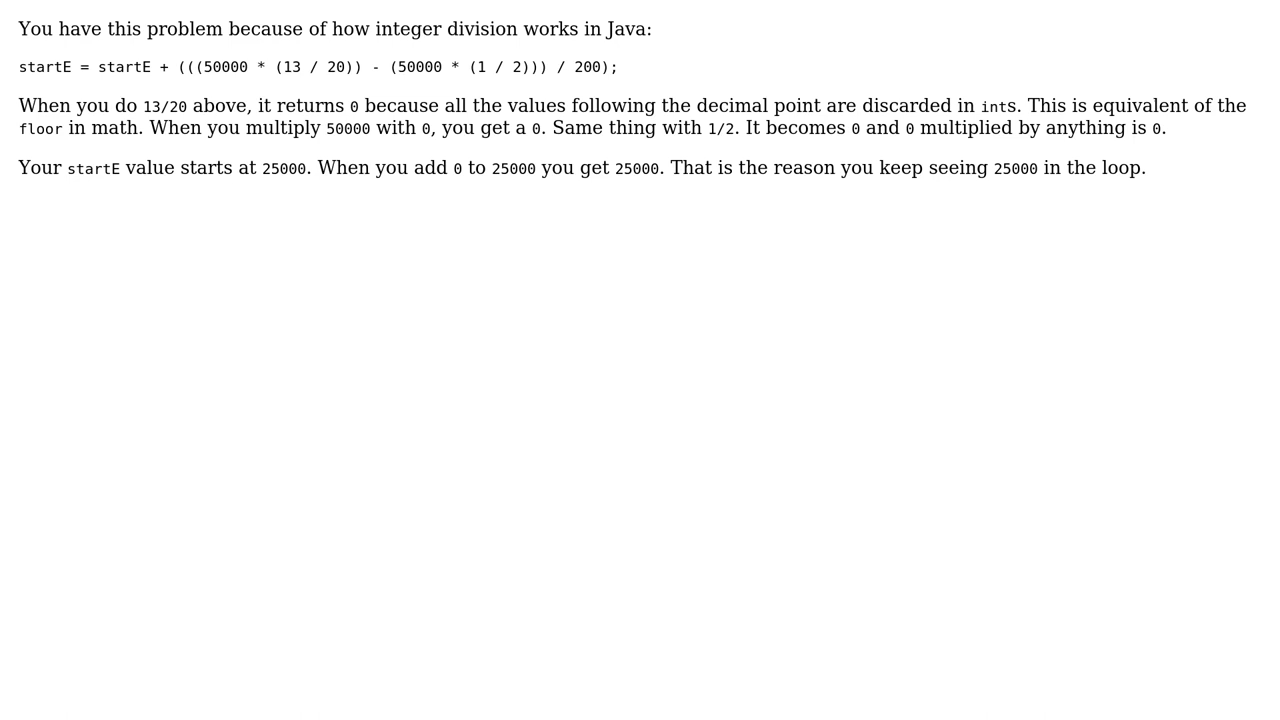 You have this problem because of how integer division works in Java:
startE = startE + (((50000 * (13 / 20)) - (50000 * (1 / 2))) / 200);
When you do 13/20 above, it returns 0 because all the values following the decimal point are discarded in ints. This is equivalent of the
floor in math. When you multiply 50000 with 0, you get a 0. Same thing with 1/2. It becomes 0 and 0 multiplied by anything is 0.
Your startE value starts at 25000. When you add 0 to 25000 you get 25000. That is the reason you keep seeing 25000 in the loop.